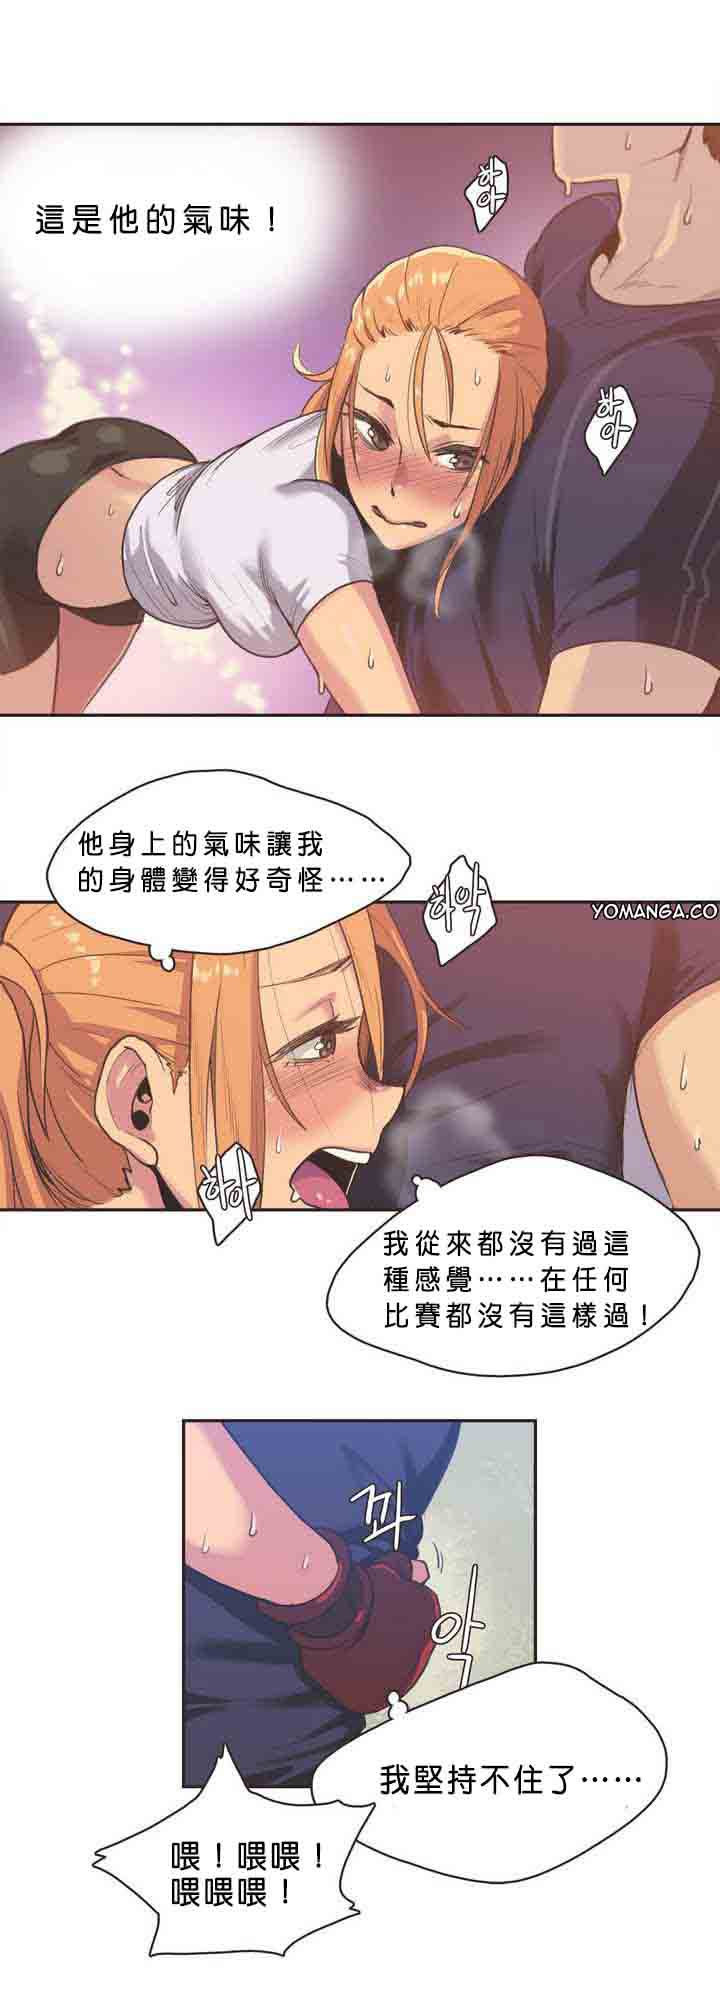 這是他的氣味！
하아
하아
他身上的氣味讓我
的身體變得好奇怪……
하악
YOMANGA.CO
하아
我從來都沒有過這
種感覺……在任何
比賽都沒有這樣過！
꽈
악
我堅持不住了……
喂！喂喂！
喂喂喂！